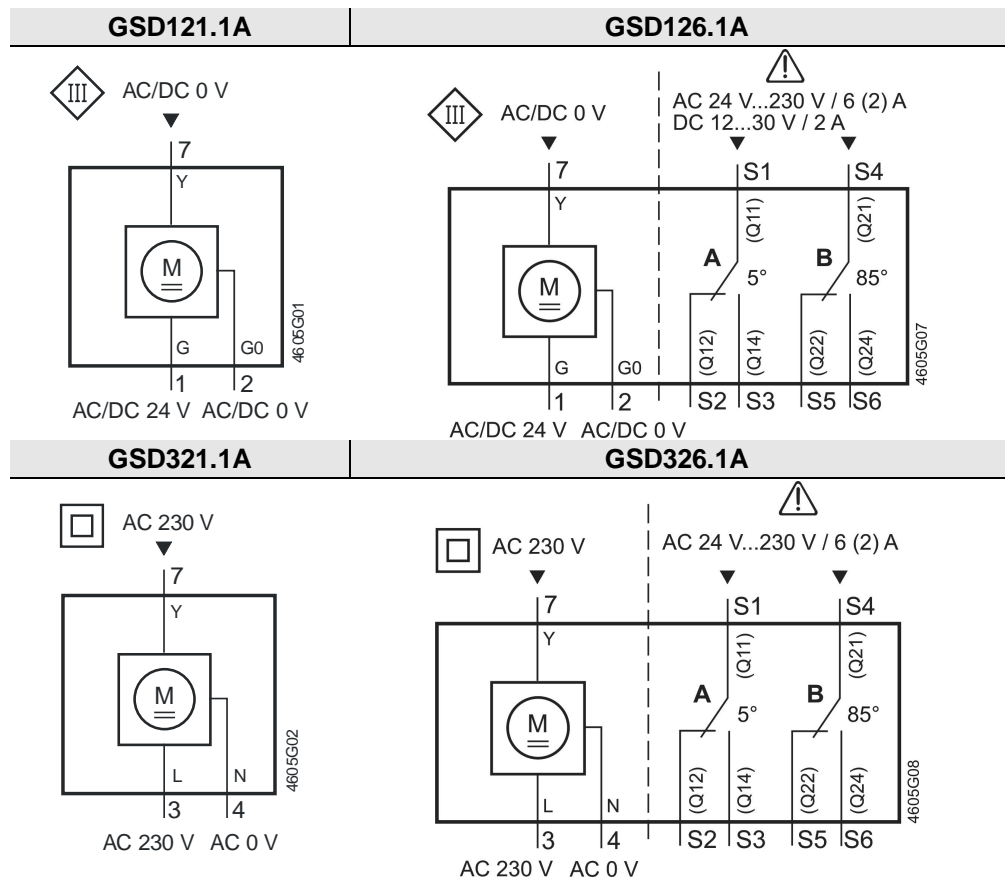 GSD121.1A
GSD126.1A
III
AC/DC 0 V
7
Y
M
G
G0
1
2
AC/DC 24 V AC/DC 0 V
4605G01
III
AC/DC 0 V
AC 24 V...230 V / 6 (2) A
DC 12...30 V / 2 A
7
S1
S4
Y
(Q11)
(Q21)
A
5°
B
85°
M
G
G0
(Q12)
(Q14)
(Q22)
(Q24)
1
2
S2
S3
S5
S6
AC/DC 24 V AC/DC 0 V
4605G07
GSD321.1A
GSD326.1A
AC 230 V
7
Y
M
L
N
3
4
AC 230 V AC 0 V
4605G02
AC 230 V
AC 24 V...230 V / 6 (2) A
7
S1
S4
Y
(Q11)
(Q21)
A
5°
B
85°
M
L
N
(Q12)
(Q14)
(Q22)
(Q24)
3
4
S2
S3
S5
S6
AC 230 V AC 0 V
4605G08